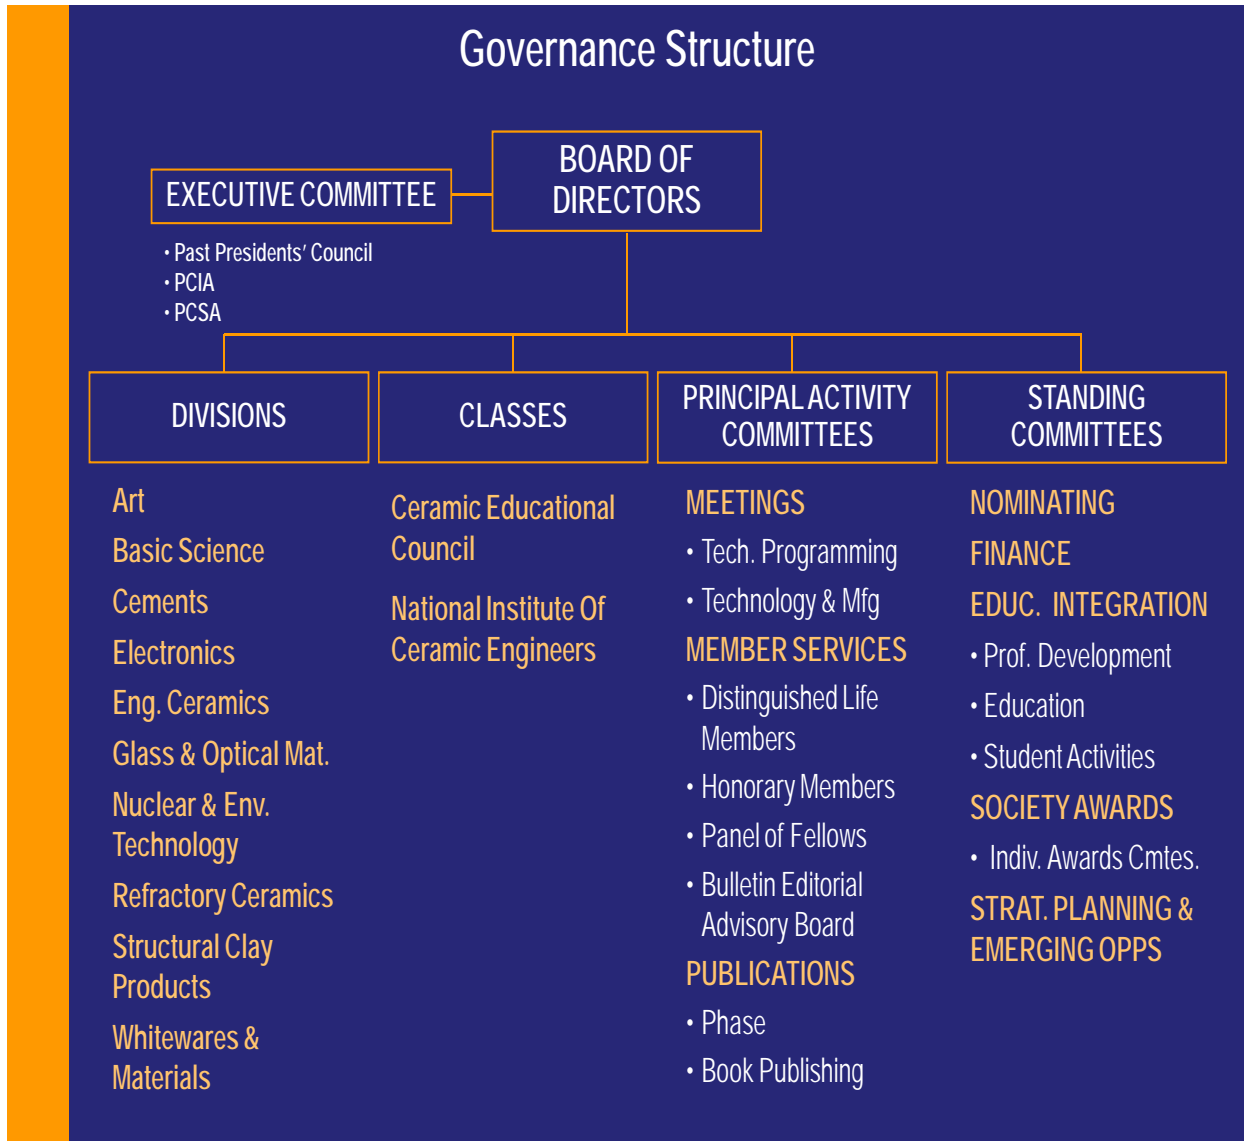 Governance Structure
BOARD OF
DIRECTORS
EXECUTIVE COMMITTEE
• Past Presidents' Council
• PCIA
• PCSA
DIVISIONS
Art
Basic Science
Cements
Electronics
Eng. Ceramics
Glass & Optical Mat.
Nuclear & Env.
Technology
Refractory Ceramics
Structural Clay
Products
Whitewares &
Materials
CLASSES
Ceramic Educational
Council
National Institute Of
Ceramic Engineers
PRINCIPAL ACTIVITY
COMMITTEES
MEETINGS
• Tech. Programming
• Technology & Mfg
MEMBER SERVICES
• Distinguished Life
Members
• Honorary Members
• Panel of Fellows
• Bulletin Editorial
Advisory Board
PUBLICATIONS
• Phase
• Book Publishing
STANDING
COMMITTEES
NOMINATING
FINANCE
EDUC. INTEGRATION
• Prof. Development
• Education
• Student Activities
SOCIETY AWARDS
• Indiv. Awards Cmtes.
STRAT. PLANNING &
EMERGING OPPS